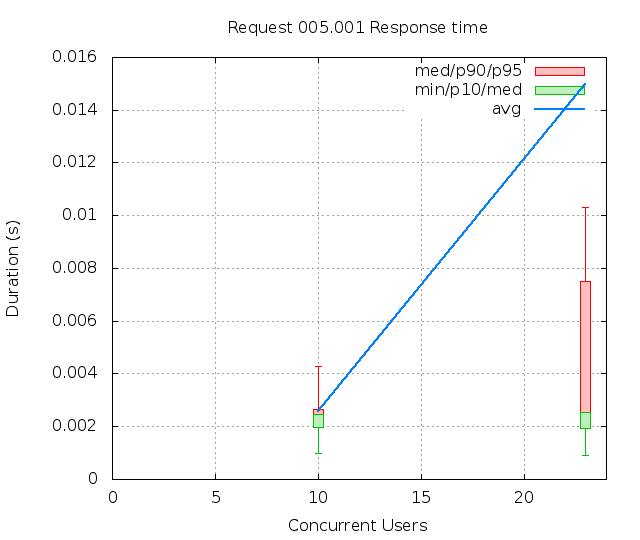 Request 005.001 Response time
0.016
0.014
0.012
0.01
0.008
0.006
0.004
0.002
0
med/p90/p95
min/p10/med
avg
Duration (s)
0 5 10 15 20
Concurrent Users